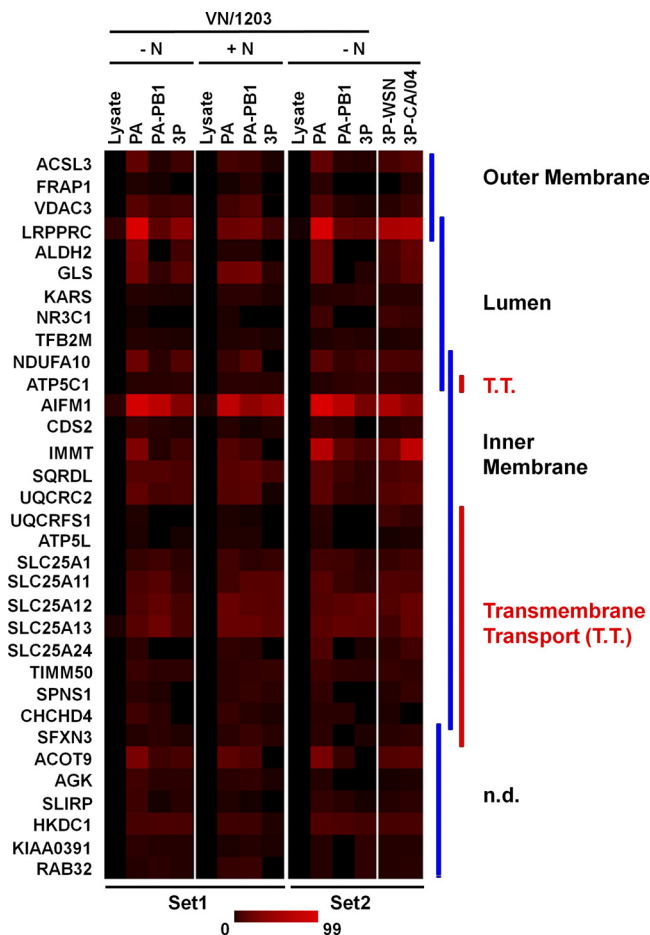 VN/1203
- N + N - N
Lysate PA PA-PB1 3P Lysate PA PA-PB1 3P Lysate PA PA-PB1 3P 3P-WSN 3P-CA/04
ACSL3
Outer Membrane
FRAP1
VDAC3
LRPPRC
ALDH2
GLS
KARS
Lumen
NR3C1
TFB2M
NDUFA10
ATP5C1
T.T.
AIFM1
CDS2
Inner
IMMT
Membrane
SQRDL
UQCRC2
UQCRFS1
ATP5L
SLC25A1
SLC25A11
SLC25A12
Transmembrane
SLC25A13
Transport (T.T.)
SLC25A24
TIMM50
SPNS1
CHCHD4
SFXN3
ACOT9
AGK
n.d.
SLIRP
HKDC1
KIAA0391
RAB32
Set1 Set2
0 99